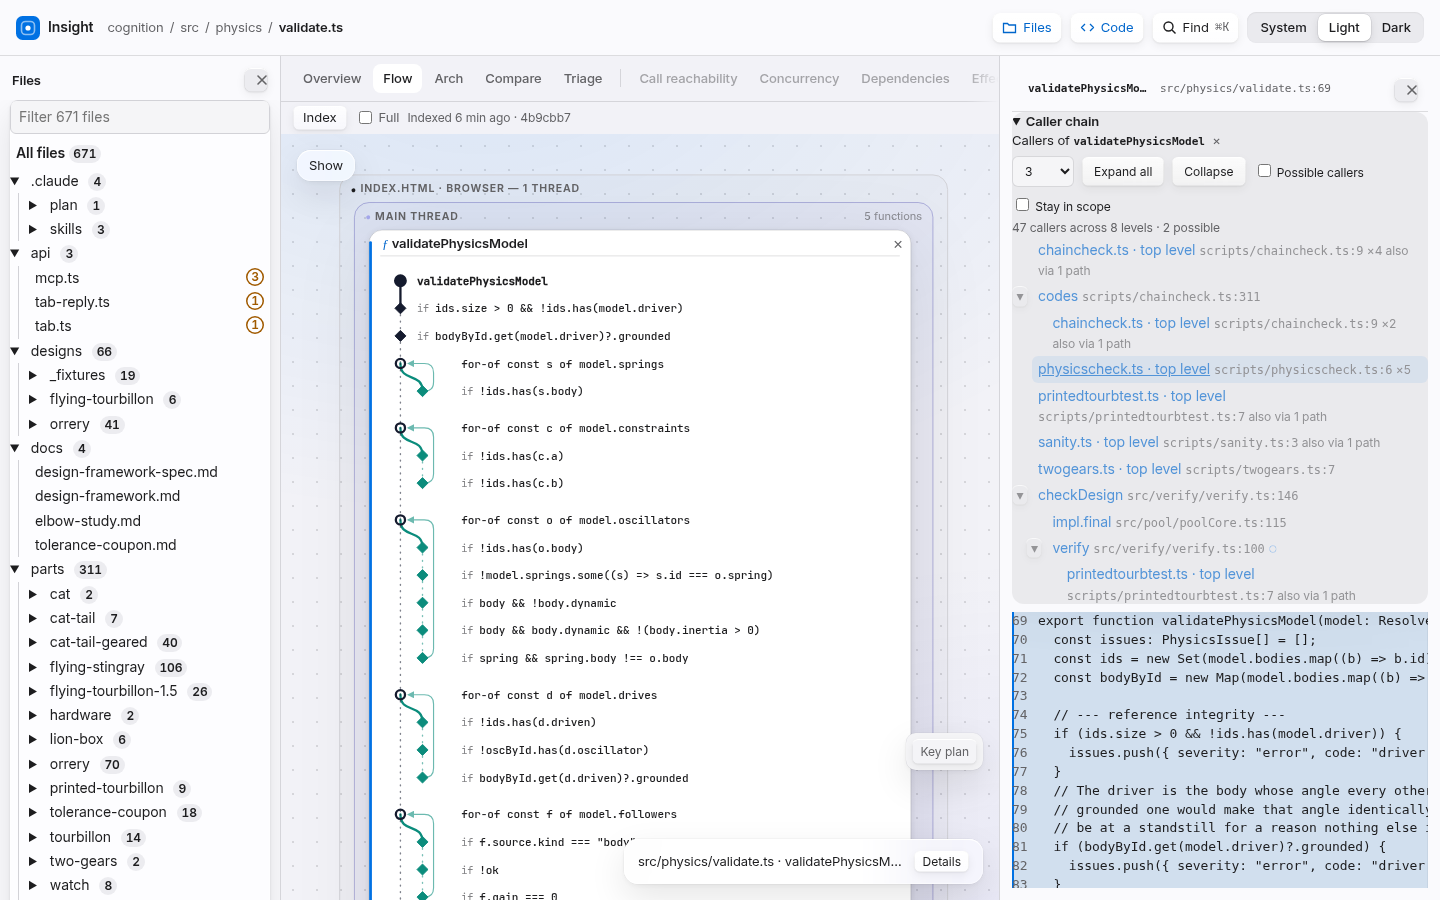 Insight cognition / src / physics / validate.ts Files Code Find ⌘K System Light Dark
Files
Filter 671 files
All files 671
.claude 4
plan 1
skills 3
api 3
mcp.ts 3
tab-reply.ts 1
tab.ts 1
designs 66
_fixtures 19
flying-tourbillon 6
orrery 41
docs 4
design-framework-spec.md
design-framework.md
elbow-study.md
tolerance-coupon.md
parts 311
cat 2
cat-tail 7
cat-tail-geared 40
flying-stingray 106
flying-tourbillon-1.5 26
hardware 2
lion-box 6
orrery 70
printed-tourbillon 9
tolerance-coupon 18
tourbillon 14
two-gears 2
watch 8
Overview Flow Arch Compare Triage Call reachability Concurrency Dependencies Effe
Index Full Indexed 6 min ago · 4b9cbb7
Show
INDEX.HTML · BROWSER — 1 THREAD
MAIN THREAD 5 functions
ƒ validatePhysicsModel ×
validatePhysicsModel
if ids.size > 0 && !ids.has(model.driver)
if bodyById.get(model.driver)?.grounded
for-of const s of model.springs
if !ids.has(s.body)
for-of const c of model.constraints
if !ids.has(c.a)
if !ids.has(c.b)
for-of const o of model.oscillators
if !ids.has(o.body)
if !model.springs.some((s) => s.id === o.spring)
if body && !body.dynamic
if body && body.dynamic && !(body.inertia > 0)
if spring && spring.body !== o.body
for-of const d of model.drives
if !ids.has(d.driven)
if !oscById.has(d.oscillator)
if bodyById.get(d.driven)?.grounded
for-of const f of model.followers
if f.source.kind === "body"
if !ok
if f.gain === 0
Key plan
src/physics/validate.ts · validatePhysicsM... Details
validatePhysicsMo… src/physics/validate.ts:69
Caller chain
Callers of validatePhysicsModel ×
3 Expand all Collapse Possible callers
Stay in scope
47 callers across 8 levels · 2 possible
chaincheck.ts · top level scripts/chaincheck.ts:9 ×4 also
via 1 path
codes scripts/chaincheck.ts:311
chaincheck.ts · top level scripts/chaincheck.ts:9 ×2
also via 1 path
physicscheck.ts · top level scripts/physicscheck.ts:6 ×5
printedtourbtest.ts · top level
scripts/printedtourbtest.ts:7 also via 1 path
sanity.ts · top level scripts/sanity.ts:3 also via 1 path
twogears.ts · top level scripts/twogears.ts:7
checkDesign src/verify/verify.ts:146
impl.final src/pool/poolCore.ts:115
verify src/verify/verify.ts:100
printedtourbtest.ts · top level
scripts/printedtourbtest.ts:7 also via 1 path
69 export function validatePhysicsModel(model: Resolve
70 const issues: PhysicsIssue[] = [];
71 const ids = new Set(model.bodies.map((b) => b.id)
72 const bodyById = new Map(model.bodies.map((b) =>
73
74 // --- reference integrity ---
75 if (ids.size > 0 && !ids.has(model.driver)) {
76 issues.push({ severity: "error", code: "driver
77 }
78 // The driver is the body whose angle every other
79 // grounded one would make that angle identically
80 // be at a standstill for a reason nothing else i
81 if (bodyById.get(model.driver)?.grounded) {
82 issues.push({ severity: "error", code: "driver
83 }